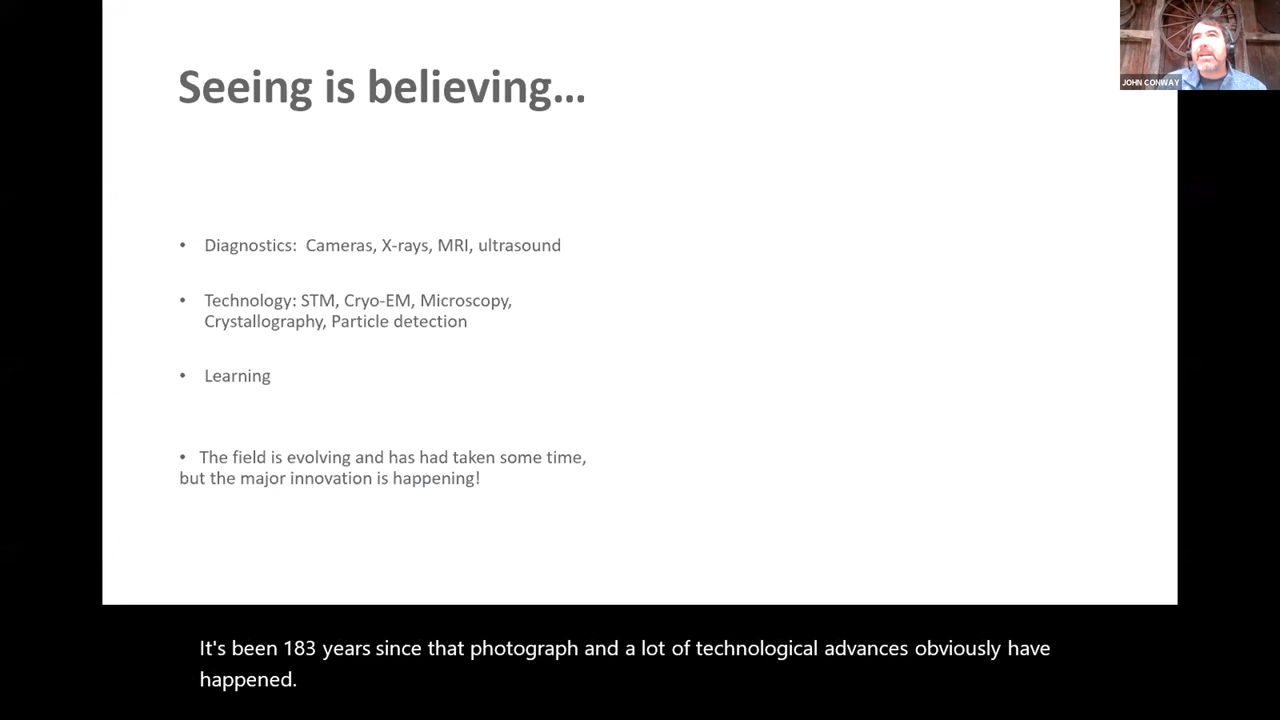 Seeing is believing...
JOHN CONWAY
• Diagnostics: Cameras, X-rays, MRI, ultrasound
• Technology: STM, Cryo-EM, Microscopy,
Crystallography, Particle detection
• Learning
• The field is evolving and has had taken some time,
but the major innovation is happening!
It's been 183 years since that photograph and a lot of technological advances obviously have
happened.